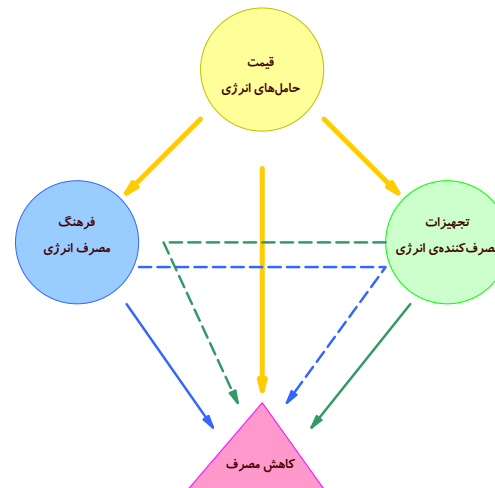 قیمت
حامل‌های انرژی
فرهنگ
مصرف انرژی
تجهیزات
مصرف‌کننده‌ی انرژی
کاهش مصرف